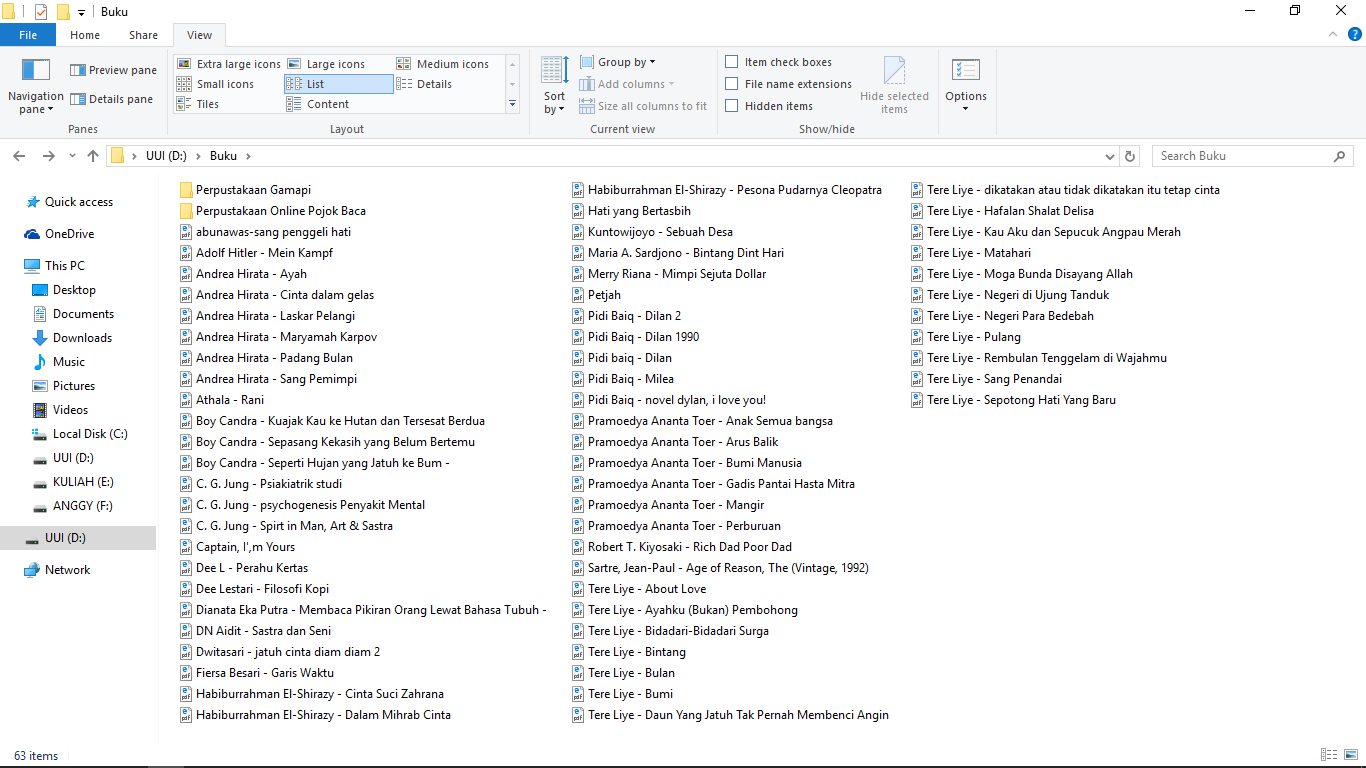 Buku
File Home Share View
Extra large icons Large icons Medium icons
Small icons List Details
Tiles Content
Preview pane
Details pane
Navigation pane
Panes
Layout
Sort by
Group by
Add columns
Size all columns to fit
Current view
Item check boxes
File name extensions
Hidden items
Hide selected items
Show/hide
Options
UUI (D:) Buku
Search Buku
Quick access
OneDrive
This PC
Desktop
Documents
Downloads
Music
Pictures
Videos
Local Disk (C:)
UUI (D:)
KULIAH (E:)
ANGGY (F:)
UUI (D:)
Network
Perpustakaan Gamapi
Perpustakaan Online Pojok Baca
abunawas-sang penggeli hati
Adolf Hitler - Mein Kampf
Andrea Hirata - Ayah
Andrea Hirata - Cinta dalam gelas
Andrea Hirata - Laskar Pelangi
Andrea Hirata - Maryamah Karpov
Andrea Hirata - Padang Bulan
Andrea Hirata - Sang Pemimpi
Athala - Rani
Boy Candra - Kuajak Kau ke Hutan dan Tersesat Berdua
Boy Candra - Sepasang Kekasih yang Belum Bertemu
Boy Candra - Seperti Hujan yang Jatuh ke Bum -
C. G. Jung - Psiakiatrik studi
C. G. Jung - psychogenesis Penyakit Mental
C. G. Jung - Spirt in Man, Art & Sastra
Captain, I',m Yours
Dee L - Perahu Kertas
Dee Lestari - Filosofi Kopi
Dianata Eka Putra - Membaca Pikiran Orang Lewat Bahasa Tubuh -
DN Aidit - Sastra dan Seni
Dwitasari - jatuh cinta diam diam 2
Fiersa Besari - Garis Waktu
Habiburrahman El-Shirazy - Cinta Suci Zahrana
Habiburrahman El-Shirazy - Dalam Mihrab Cinta
Habiburrahman El-Shirazy - Pesona Pudarnya Cleopatra
Hati yang Bertasbih
Kuntowijoyo - Sebuah Desa
Maria A. Sardjono - Bintang Dint Hari
Merry Riana - Mimpi Sejuta Dollar
Petjah
Pidi Baiq - Dilan 2
Pidi Baiq - Dilan 1990
Pidi baiq - Dilan
Pidi Baiq - Milea
Pidi Baiq - novel dylan, i love you!
Pramoedya Ananta Toer - Anak Semua bangsa
Pramoedya Ananta Toer - Arus Balik
Pramoedya Ananta Toer - Bumi Manusia
Pramoedya Ananta Toer - Gadis Pantai Hasta Mitra
Pramoedya Ananta Toer - Mangir
Pramoedya Ananta Toer - Perburuan
Robert T. Kiyosaki - Rich Dad Poor Dad
Sartre, Jean-Paul - Age of Reason, The (Vintage, 1992)
Tere Liye - About Love
Tere Liye - Ayahku (Bukan) Pembohong
Tere Liye - Bidadari-Bidadari Surga
Tere Liye - Bintang
Tere Liye - Bulan
Tere Liye - Bumi
Tere Liye - Daun Yang Jatuh Tak Pernah Membenci Angin
Tere Liye - dikatakan atau tidak dikatakan itu tetap cinta
Tere Liye - Hafalan Shalat Delisa
Tere Liye - Kau Aku dan Sepucuk Angpau Merah
Tere Liye - Matahari
Tere Liye - Moga Bunda Disayang Allah
Tere Liye - Negeri di Ujung Tanduk
Tere Liye - Negeri Para Bedebah
Tere Liye - Pulang
Tere Liye - Rembulan Tenggelam di Wajahmu
Tere Liye - Sang Penandai
Tere Liye - Sepotong Hati Yang Baru
63 items